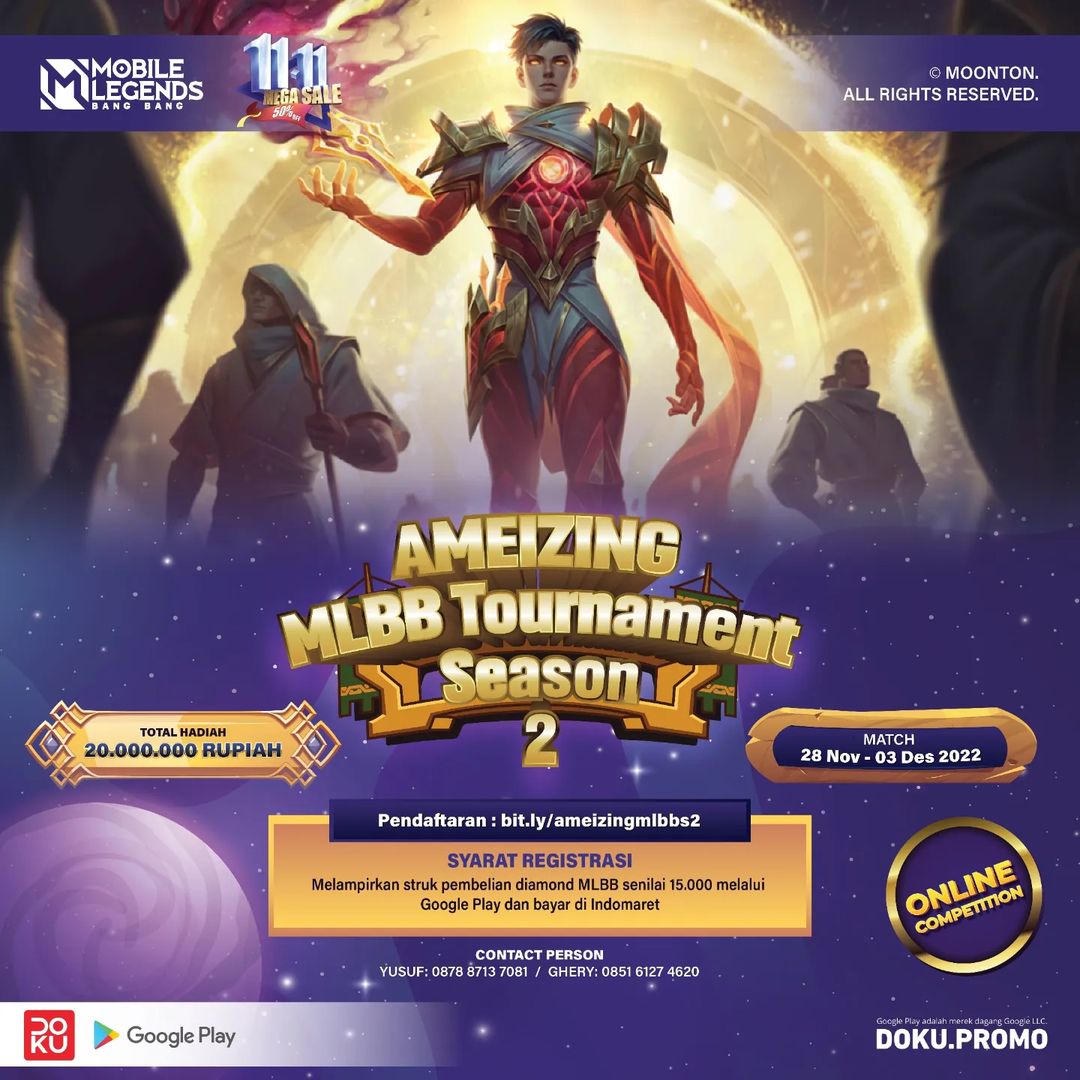 MOBILE
LEGENDS
BANG BANG
11.11
MEGA SALE
50% OFF
© MOONTON.
ALL RIGHTS RESERVED.
AMEIZING
MLBB Tournament
Season
2
TOTAL HADIAH
20.000.000 RUPIAH
MATCH
28 Nov - 03 Des 2022
Pendaftaran : bit.ly/ameizingmlbbs2
SYARAT REGISTRASI
Melampirkan struk pembelian diamond MLBB senilai 15.000 melalui
Google Play dan bayar di Indomaret
ONLINE
COMPETITION
CONTACT PERSON
YUSUF: 0878 8713 7081 / GHERY: 0851 6127 4620
DOKU
Google Play
Google Play adalah merek dagang Google LLC.
DOKU.PROMO